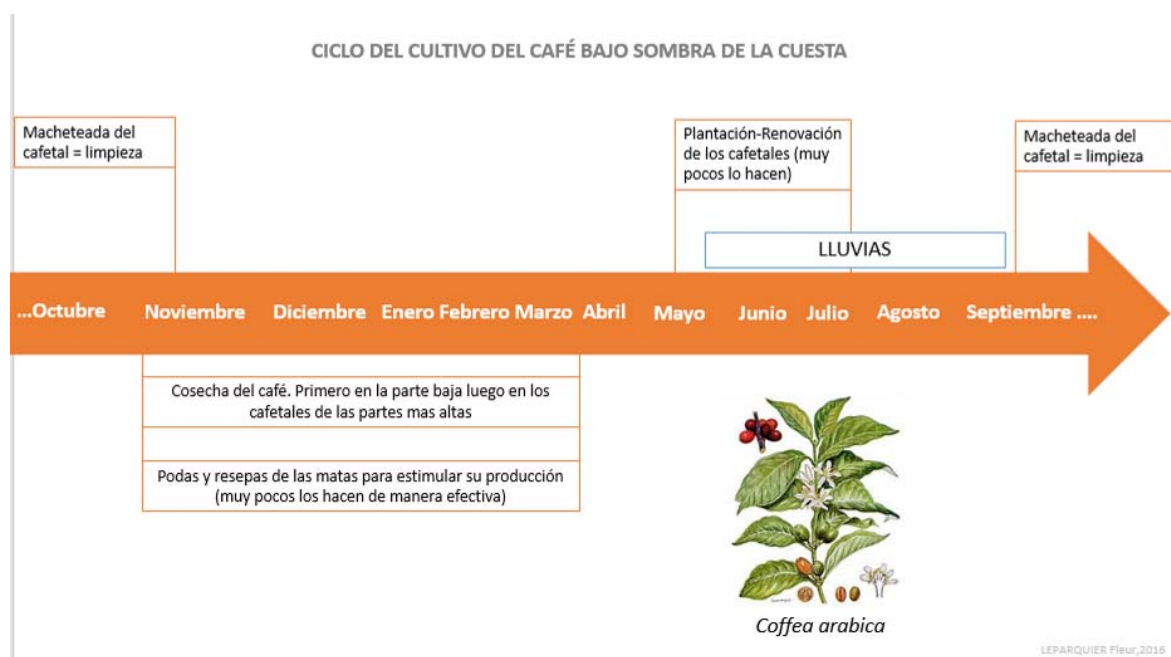 CICLO DEL CULTIVO DEL CAFÉ BAJO SOMBRA DE LA CUESTA
Macheteada del
cafetal = limpieza
Plantación-Renovación
de los cafetales (muy
pocos lo hacen)
Macheteada del
cafetal = limpieza
LLUVIAS
...Octubre Noviembre Diciembre Enero Febrero Marzo Abril Mayo Junio Julio Agosto Septiembre ....
Cosecha del café. Primero en la parte baja luego en los
cafetales de las partes mas altas
Podas y resepas de las matas para estimular su producción
(muy pocos los hacen de manera efectiva)
Coffea arabica
LEPARQUIER Fleur,2016